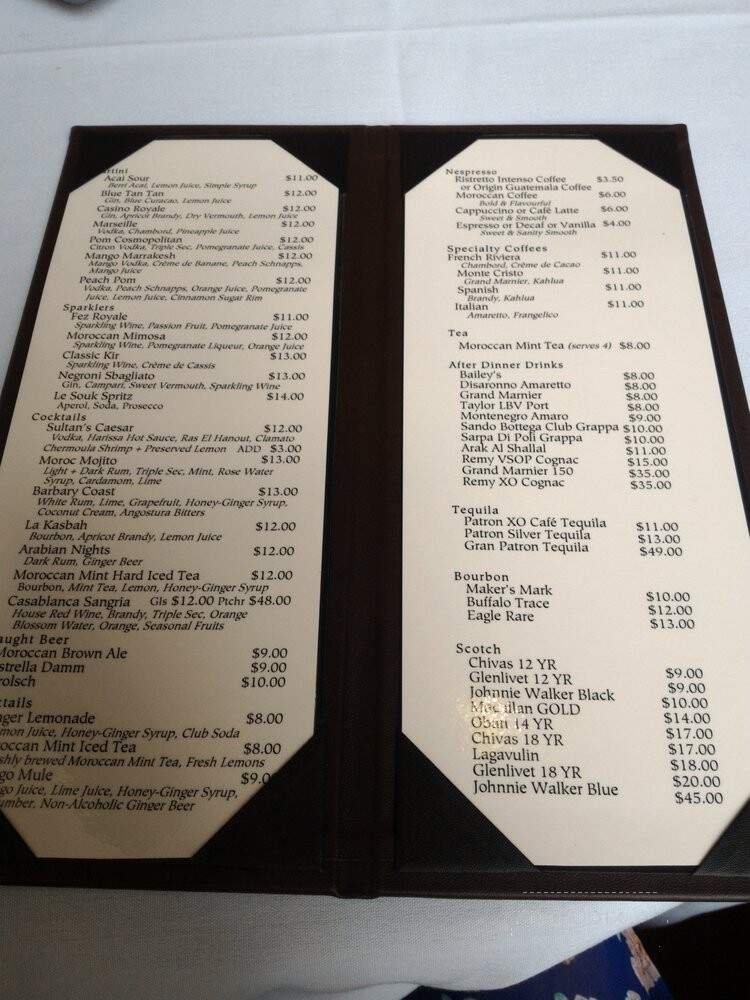 Acai Sour $11.00
Berri Acai, Lemon Juice, Simple Syrup
Blue Tan Tan $12.00
Gin, Blue Curacao, Lemon Juice
Casino Royale $12.00
Gin, Apricot Brandy, Dry Vermouth, Lemon Juice
Marseille $12.00
Vodka, Chambord, Pineapple Juice
Pom Cosmopolitan $12.00
Citron Vodka, Triple Sec, Pomegranate Juice, Cassis
Mango Marrakesh $12.00
Mango Vodka, Crème de Banane, Peach Schnapps,
Mango Juice
Peach Pom $12.00
Vodka, Peach Schnapps, Orange Juice, Pomegranate
Juice, Lemon Juice, Cinnamon Sugar Rim
Sparklers
Fez Royale $11.00
Sparkling Wine, Passion Fruit, Pomegranate Juice
Moroccan Mimosa $12.00
Sparkling Wine, Pomegranate Liqueur, Orange Juice
Classic Kir $13.00
Sparkling Wine, Crème de Cassis
Negroni Sbagliato $13.00
Gin, Campari, Sweet Vermouth, Sparkling Wine
Le Souk Spritz $14.00
Aperol, Soda, Prosecco
Cocktails
Sultan's Caesar $12.00
Vodka, Harissa Hot Sauce, Ras El Hanout, Clamato
Chermoula Shrimp + Preserved Lemon ADD $3.00
Moroc Mojito $13.00
Light + Dark Rum, Triple Sec, Mint, Rose Water
Syrup, Cardamom, Lime
Barbary Coast $13.00
White Rum, Lime, Grapefruit, Honey-Ginger Syrup,
Coconut Cream, Angostura Bitters
La Kasbah $12.00
Bourbon, Apricot Brandy, Lemon Juice
Arabian Nights $12.00
Dark Rum, Ginger Beer
Moroccan Mint Hard Iced Tea $12.00
Bourbon, Mint Tea, Lemon, Honey-Ginger Syrup
Casablanca Sangria Gls $12.00 Ptchr $48.00
House Red Wine, Brandy, Triple Sec, Orange
Blossom Water, Orange, Seasonal Fruits
aught Beer
Moroccan Brown Ale $9.00
strella Damm $9.00
rolsch $10.00
tails
nger Lemonade $8.00
mon Juice, Honey-Ginger Syrup, Club Soda
roccan Mint Iced Tea $8.00
shly brewed Moroccan Mint Tea, Fresh Lemons
go Mule $9.0
go Juice, Lime Juice, Honey-Ginger Syrup,
umber, Non-Alcoholic Ginger Beer
Nespresso
Ristretto Intenso Coffee $3.50
or Origin Guatemala Coffee
Moroccan Coffee $6.00
Bold & Flavourful
Cappuccino or Café Latte $6.00
Sweet & Smooth
Espresso or Decaf or Vanilla $4.00
Sweet & Sanity Smooth
Specialty Coffees
French Riviera $11.00
Chambord, Crème de Cacao
Monte Cristo $11.00
Grand Marnier, Kahlua
Spanish $11.00
Brandy, Kahlua
Italian $11.00
Amaretto, Frangelico
Tea
Moroccan Mint Tea (serves 4) $8.00
After Dinner Drinks
Bailey's $8.00
Disaronno Amaretto $8.00
Grand Marnier $8.00
Taylor LBV Port $8.00
Montenegro Amaro $9.00
Sando Bottega Club Grappa $10.00
Sarpa Di Poli Grappa $10.00
Arak Al Shallal $11.00
Remy VSOP Cognac $15.00
Grand Marnier 150 $35.00
Remy XO Cognac $35.00
Tequila
Patron XO Café Tequila $11.00
Patron Silver Tequila $13.00
Gran Patron Tequila $49.00
Bourbon
Maker's Mark $10.00
Buffalo Trace $12.00
Eagle Rare $13.00
Scotch
Chivas 12 YR $9.00
Glenlivet 12 YR $9.00
Johnnie Walker Black $10.00
Macallan GOLD $14.00
Oban 14 YR $17.00
Chivas 18 YR $17.00
Lagavulin $18.00
Glenlivet 18 YR $20.00
Johnnie Walker Blue $45.00